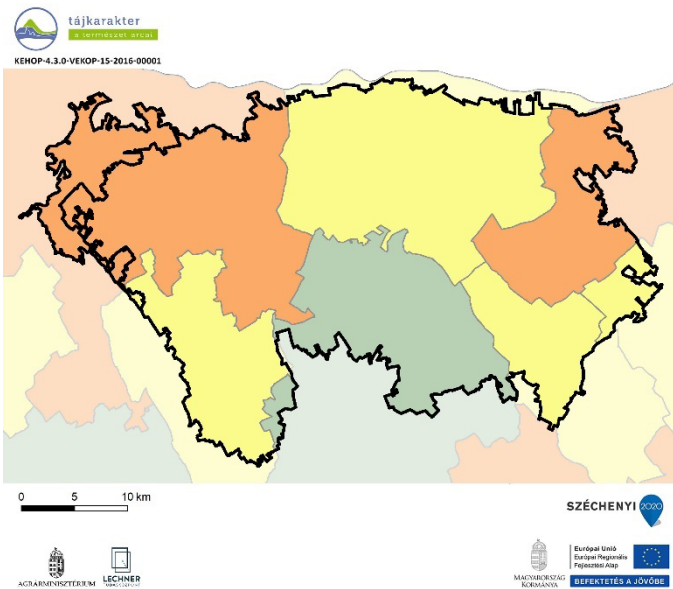 tájkarakter
a természet arcai
KEHOP-4.3.0-VEKOP-15-2016-00001
0 5 10 km
SZÉCHENYI 2020
AGRÁRMINISZTÉRIUM
LECHNER
MAGYARORSZÁG
KORMÁNYA
Európai Unió
Európai Regionális
Fejlesztési Alap
BEFEKTETÉS A JÖVŐBE